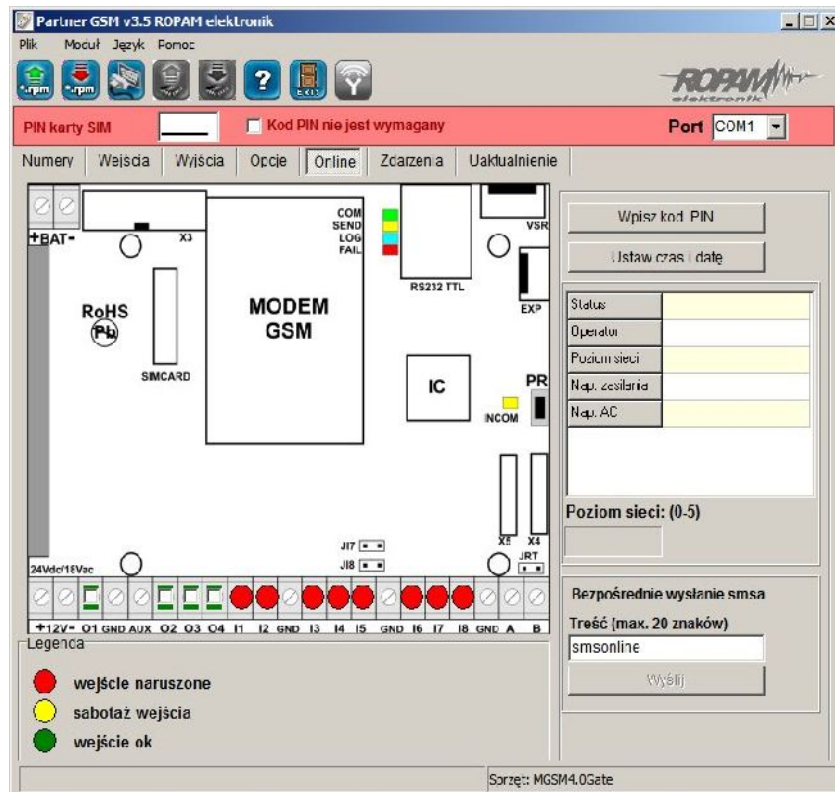 Partner GSM v3.5 ROPAM elektronik
Plik Moduł Język Pomoc
*.rpm *.rpm EXIT
ROPAM
elektronik
PIN karty SIM Kod PIN nie jest wymagany Port COM1
Numery Wejścia Wyjścia Opcje Online Zdarzenia Uaktualnienie
+BAT-
X3
COM
SEND
LOG
FAIL
VSR
RS232 TTL
EXP
RoHS
Pb
SIMCARD
MODEM
GSM
IC
PR
INCOM
JI7
JI8
X5 X4
JRT
24Vdc/18Vac
+12V- O1 GND AUX O2 O3 O4 I1 I2 GND I3 I4 I5 GND I6 I7 I8 GND A B
Legenda
wejście naruszone
sabotaż wejścia
wejście ok
Wpisz kod PIN
Ustaw czas i datę
Status
Operator
Poziom sieci
Nap. zasilania
Nap. AC
Poziom sieci: (0-5)
Bezpośrednie wysłanie smsa
Treść (max. 20 znaków)
smsonline
Wyślij
Sprzęt: MGSM4.0Gate